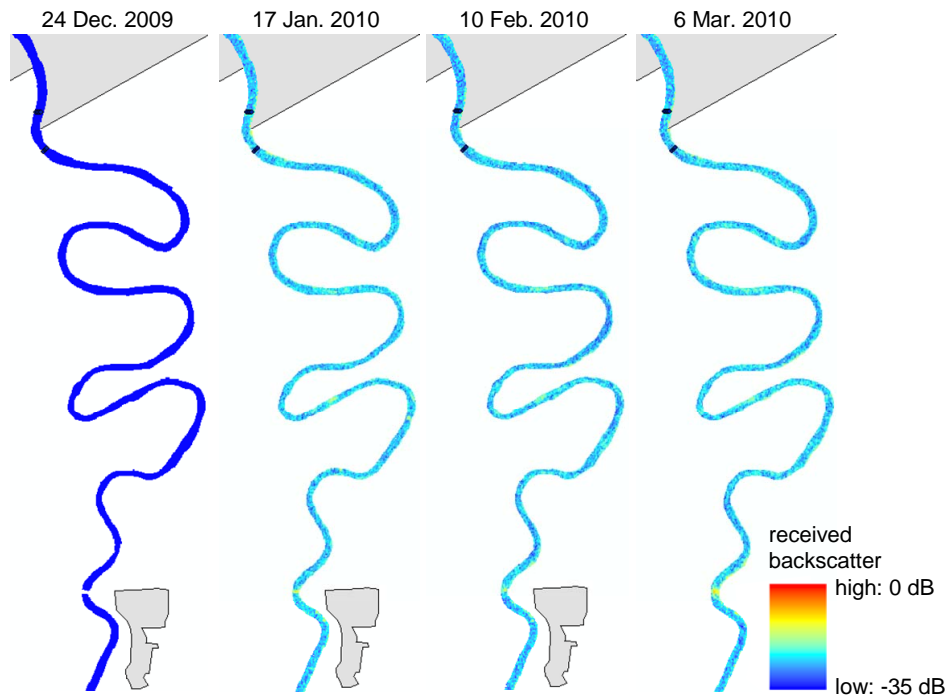 24 Dec. 2009
17 Jan. 2010
10 Feb. 2010
6 Mar. 2010
received
backscatter
high: 0 dB
low: -35 dB